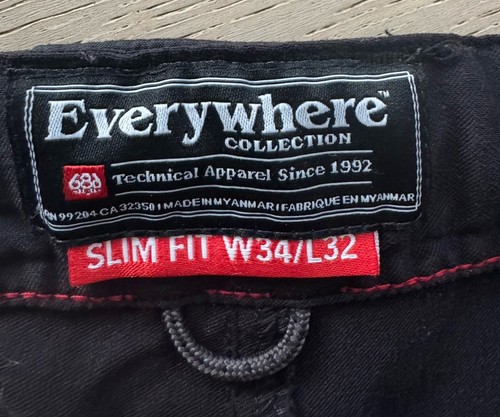 Everywhere™
COLLECTION
686 Technical Apparel Since 1992
RN 99204 CA 32350 I MADE IN MYANMAR I FABRIQUE EN MYANMAR
SLIM FIT W34/L32